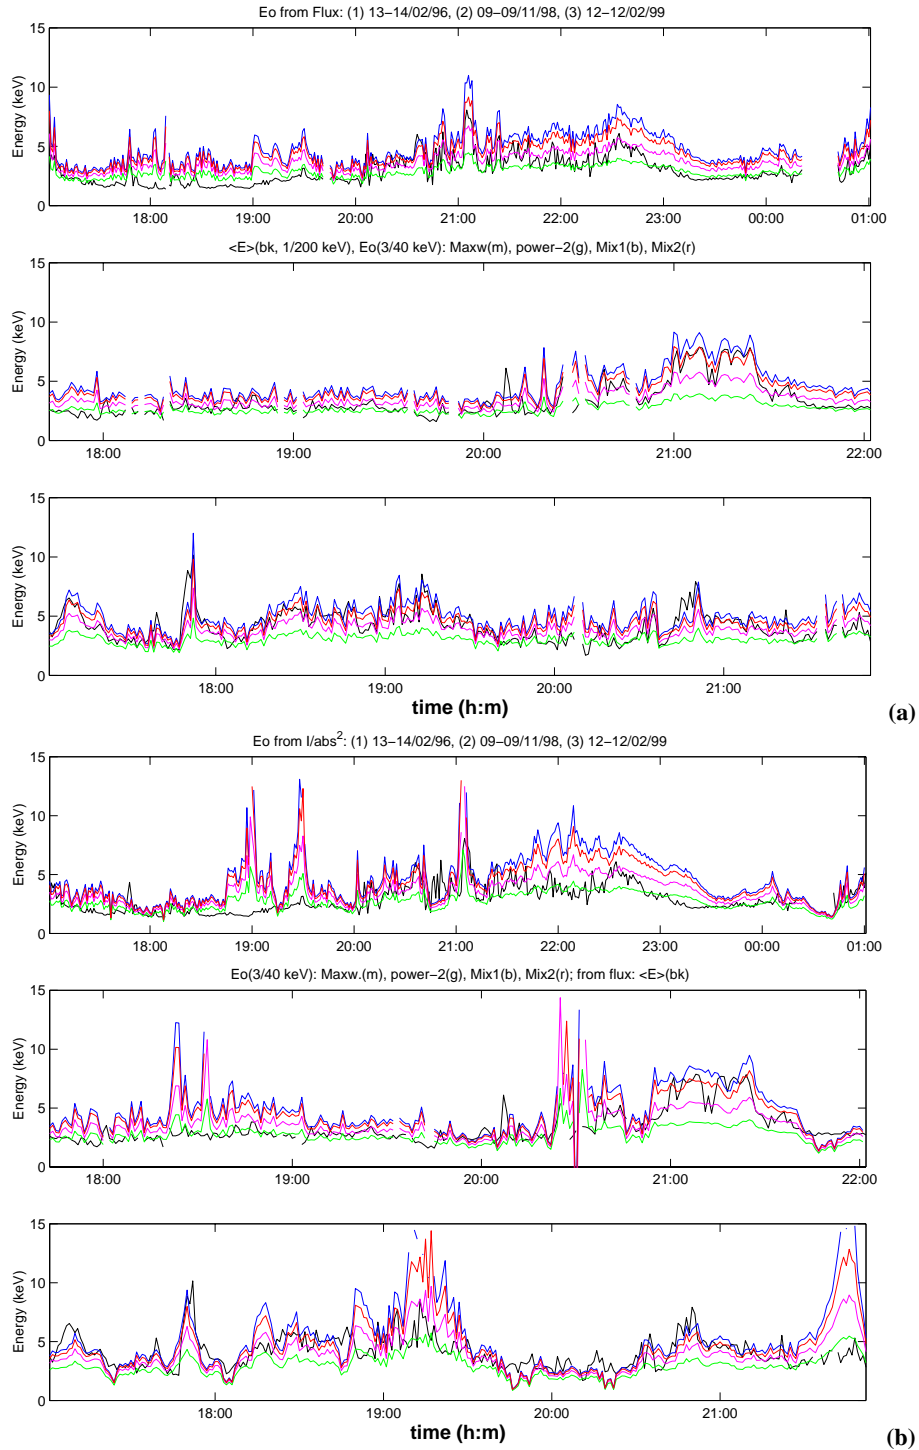 Eo from Flux: (1) 13−14/02/96, (2) 09−09/11/98, (3) 12−12/02/99
15
10
5
0
Energy (keV)
18:00 19:00 20:00 21:00 22:00 23:00 00:00 01:00
<E>(bk, 1/200 keV), Eo(3/40 keV): Maxw(m), power−2(g), Mix1(b), Mix2(r)
15
10
5
0
Energy (keV)
18:00 19:00 20:00 21:00 22:00
15
10
5
0
Energy (keV)
18:00 19:00 20:00 21:00
time (h:m)
(a)
Eo from I/abs²: (1) 13−14/02/96, (2) 09−09/11/98, (3) 12−12/02/99
15
10
5
0
Energy (keV)
18:00 19:00 20:00 21:00 22:00 23:00 00:00 01:00
Eo(3/40 keV): Maxw.(m), power−2(g), Mix1(b), Mix2(r); from flux: <E>(bk)
15
10
5
0
Energy (keV)
18:00 19:00 20:00 21:00 22:00
15
10
5
0
Energy (keV)
18:00 19:00 20:00 21:00
time (h:m)
(b)